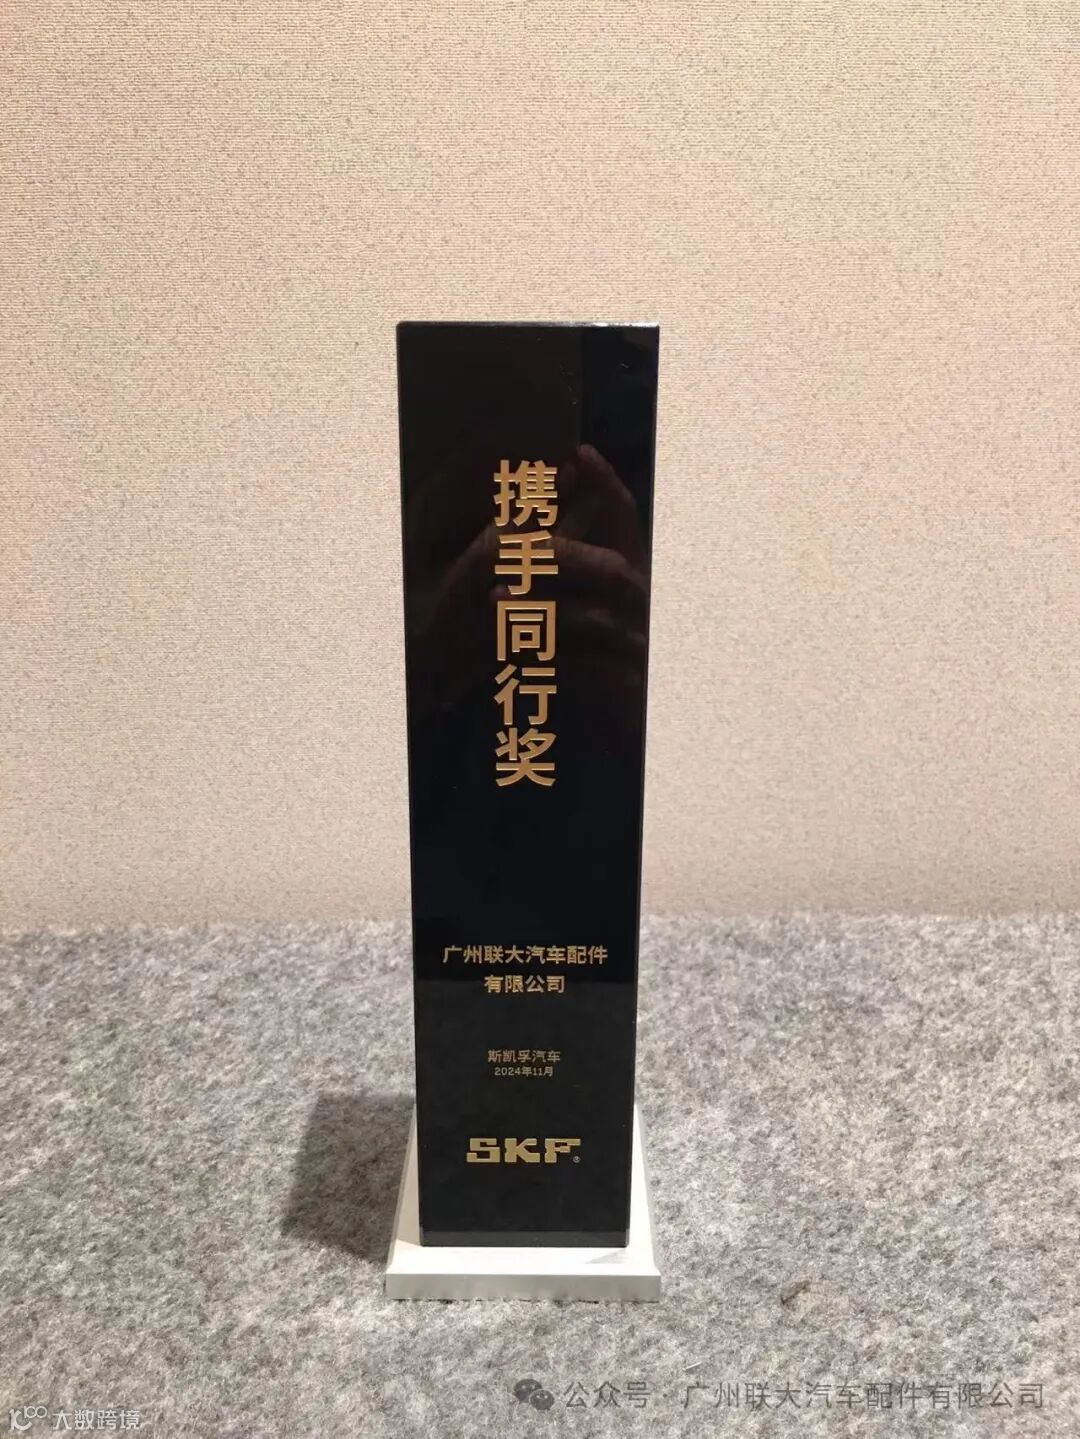 携手同行奖
广州联大汽车配件
有限公司
斯凯孚汽车
2024年11月
SKF®
公众号·广州联大汽车配件有限公司
大数跨境